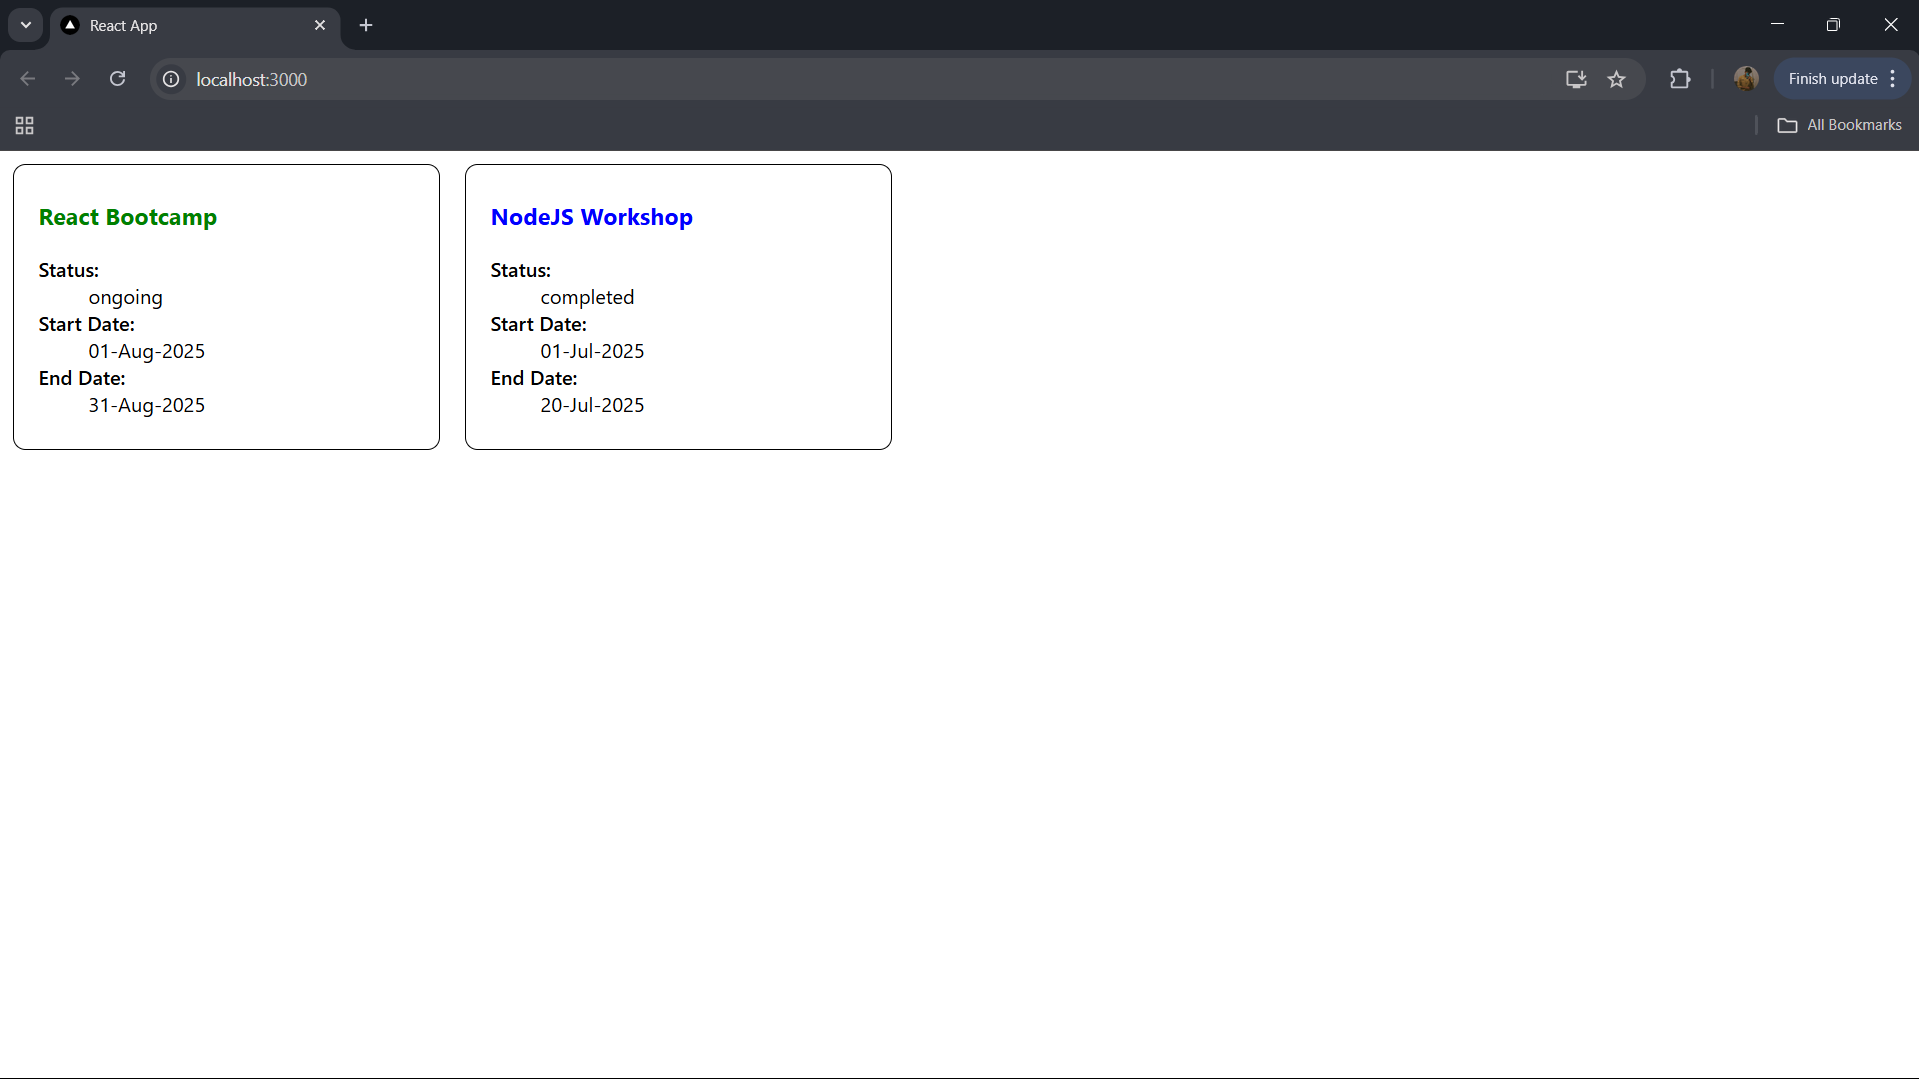 React App
localhost:3000
Finish update
All Bookmarks
React Bootcamp
Status:
ongoing
Start Date:
01-Aug-2025
End Date:
31-Aug-2025
NodeJS Workshop
Status:
completed
Start Date:
01-Jul-2025
End Date:
20-Jul-2025